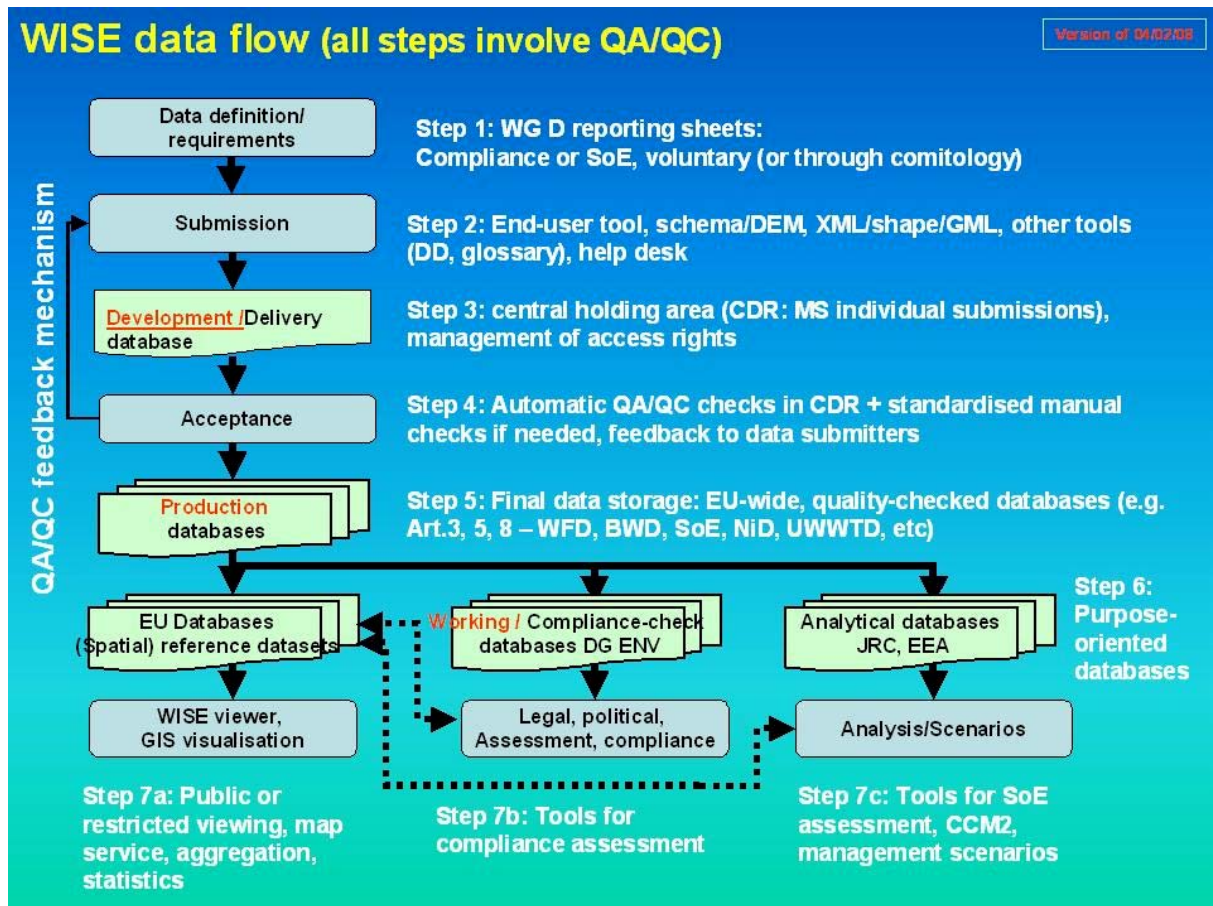 WISE data flow (all steps involve QA/QC)
Version of 04/02/08
QA/QC feedback mechanism
Data definition/
requirements
Step 1: WG D reporting sheets:
Compliance or SoE, voluntary (or through comitology)
Submission
Step 2: End-user tool, schema/DEM, XML/shape/GML, other tools
(DD, glossary), help desk
Development /Delivery
database
Step 3: central holding area (CDR: MS individual submissions),
management of access rights
Acceptance
Step 4: Automatic QA/QC checks in CDR + standardised manual
checks if needed, feedback to data submitters
Production
databases
Step 5: Final data storage: EU-wide, quality-checked databases (e.g.
Art.3, 5, 8 – WFD, BWD, SoE, NiD, UWWTD, etc)
EU Databases
(Spatial) reference datasets
Working / Compliance-check
databases DG ENV
Analytical databases
JRC, EEA
Step 6:
Purpose-
oriented
databases
WISE viewer,
GIS visualisation
Legal, political,
Assessment, compliance
Analysis/Scenarios
Step 7a: Public or
restricted viewing, map
service, aggregation,
statistics
Step 7b: Tools for
compliance assessment
Step 7c: Tools for SoE
assessment, CCM2,
management scenarios